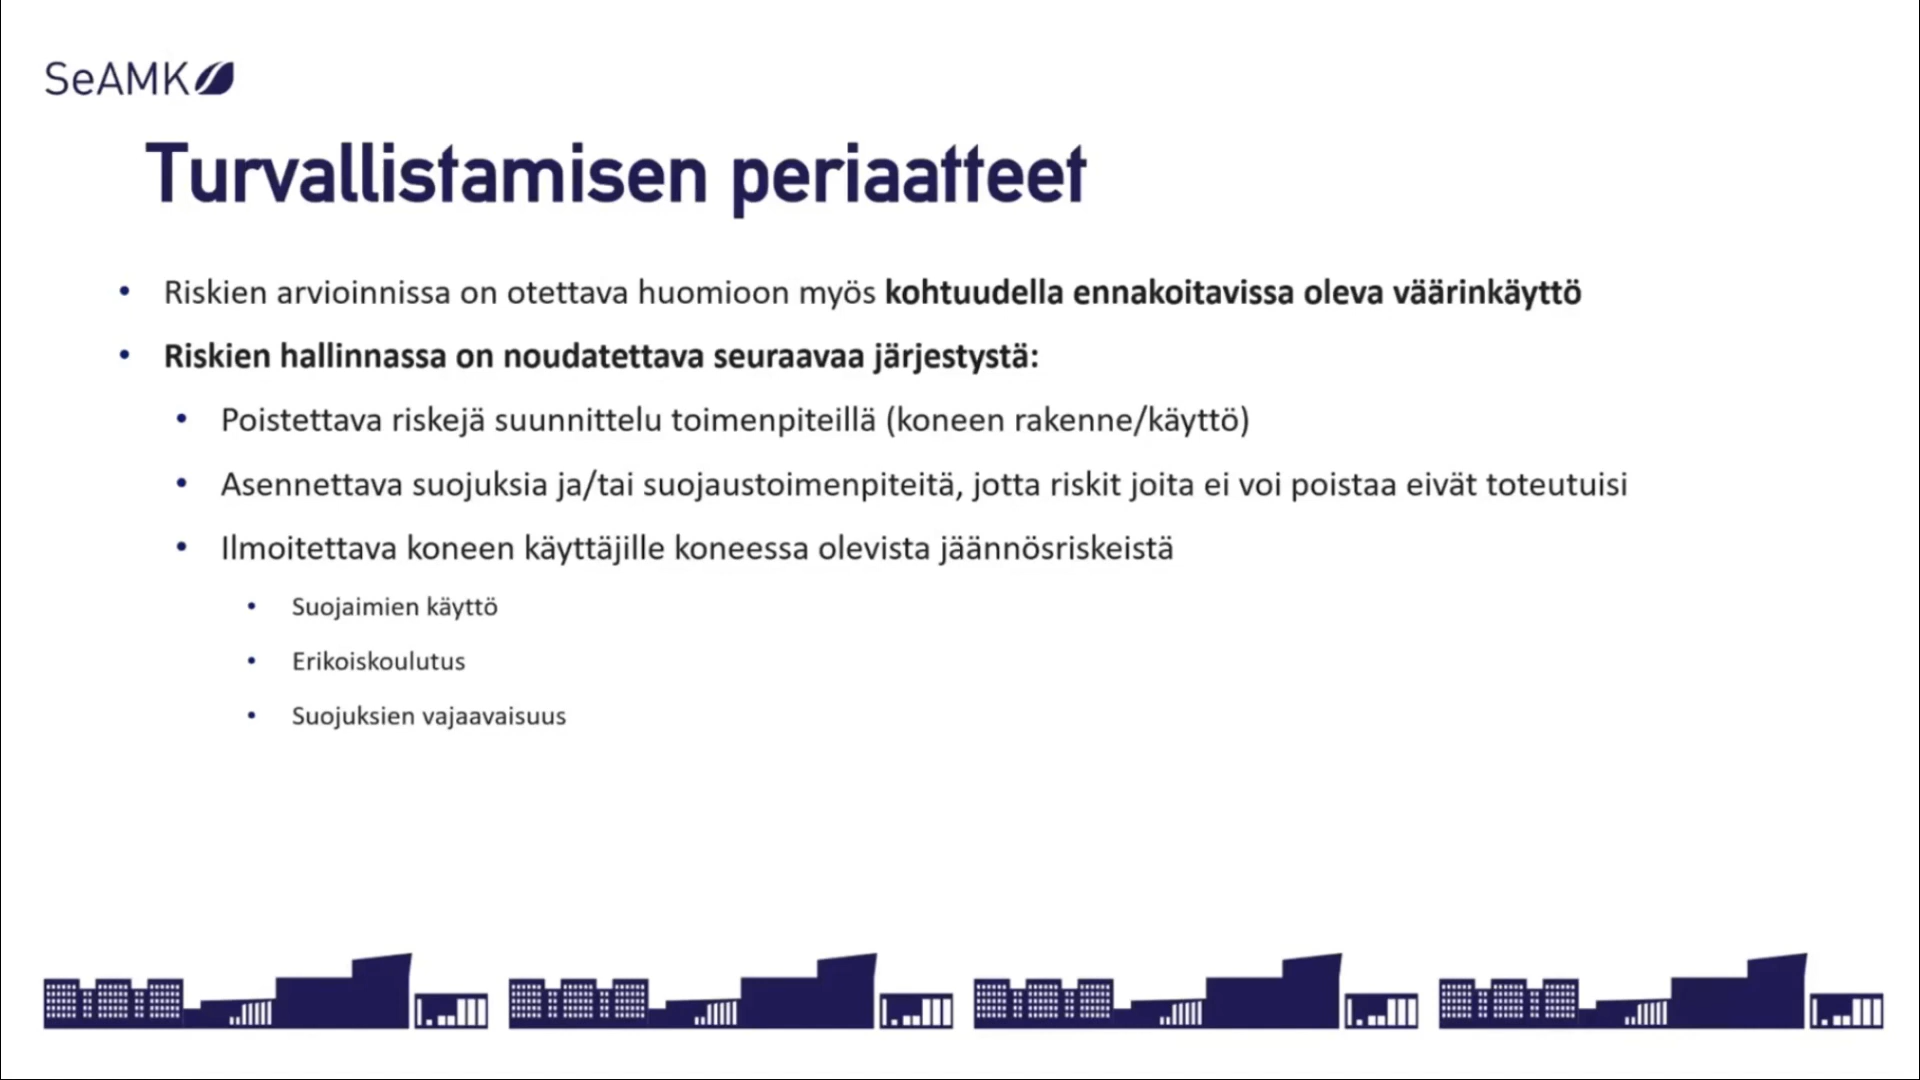 SeAMK
Turvallistamisen periaatteet
• Riskien arvioinnissa on otettava huomioon myös kohtuudella ennakoitavissa oleva väärinkäyttö
• Riskien hallinnassa on noudatettava seuraavaa järjestystä:
• Poistettava riskejä suunnittelu toimenpiteillä (koneen rakenne/käyttö)
• Asennettava suojuksia ja/tai suojaustoimenpiteitä, jotta riskit joita ei voi poistaa eivät toteutuisi
• Ilmoitettava koneen käyttäjille koneessa olevista jäännösriskeistä
• Suojaimien käyttö
• Erikoiskoulutus
• Suojuksien vajaavaisuus